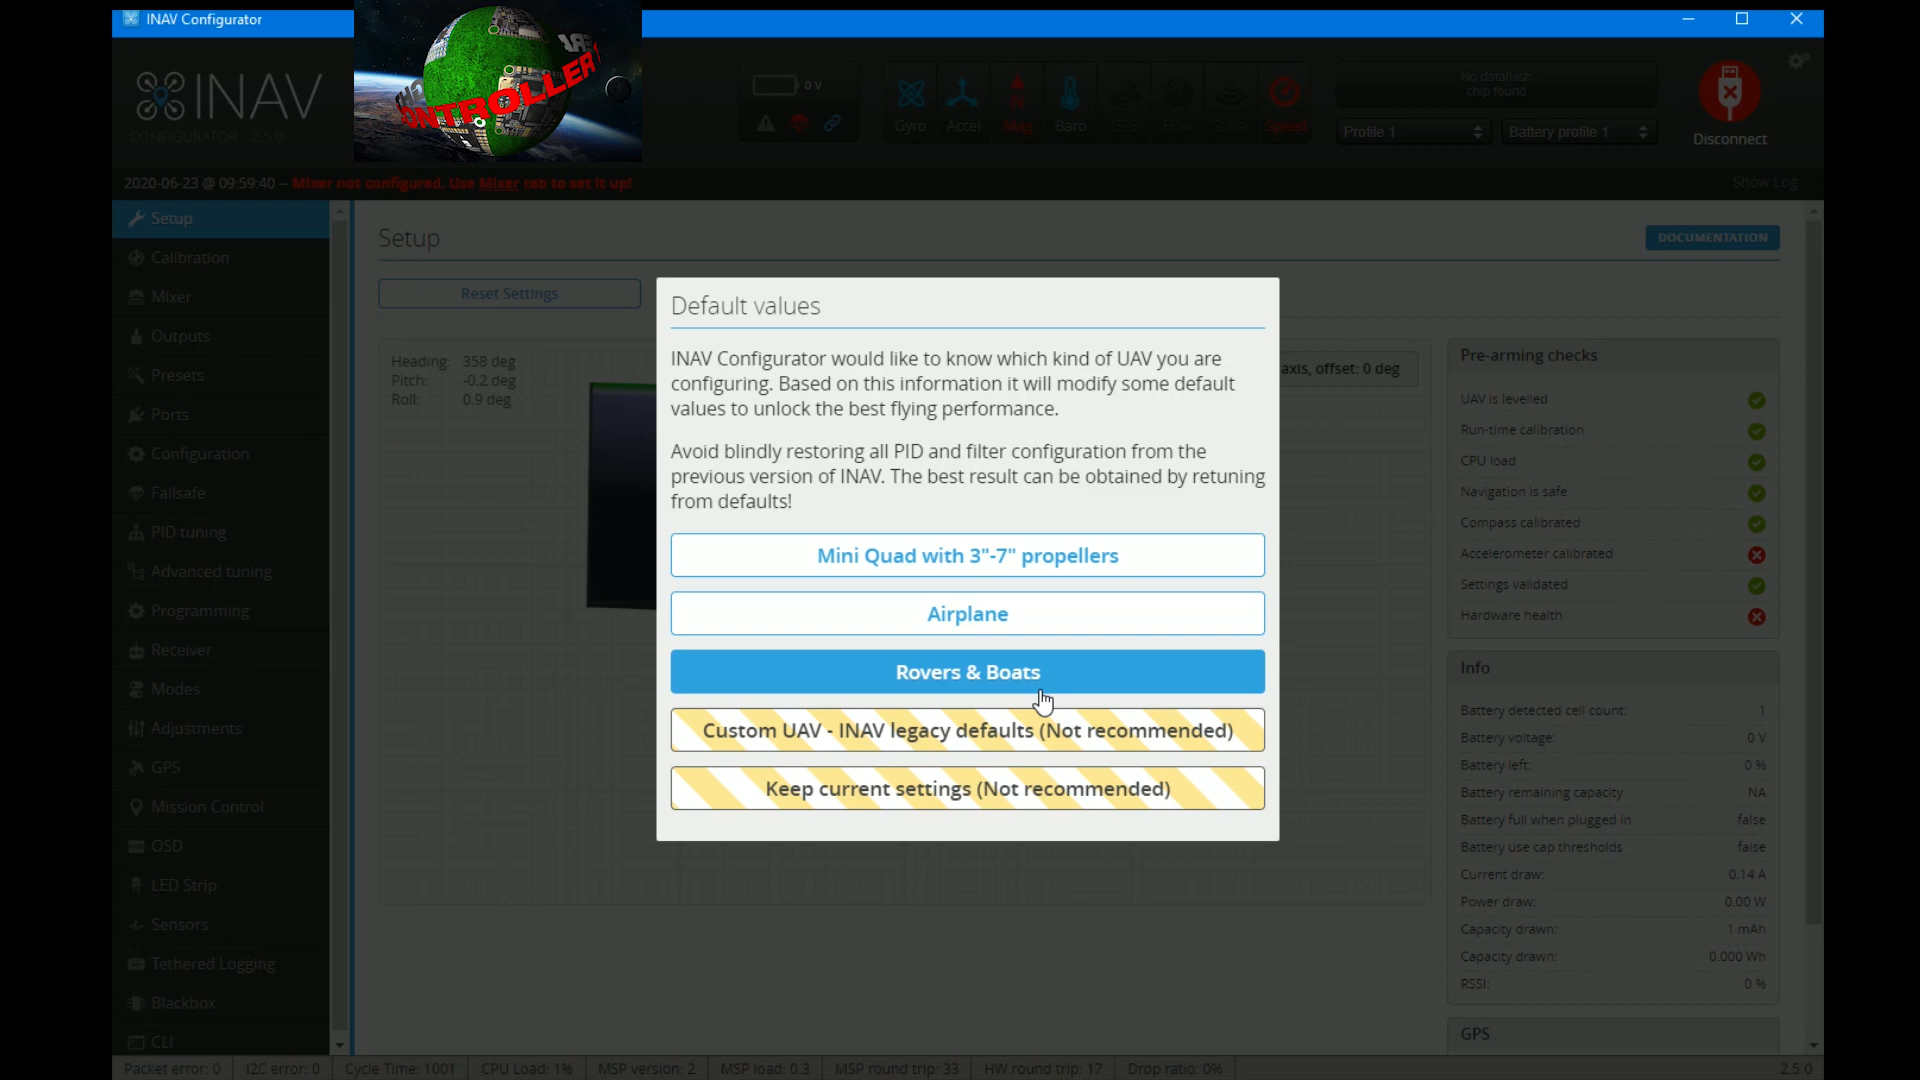 INAV Configurator
INAV
CONFIGURATOR 2.5.0
CONTROLLER
0 V
Gyro
Accel
Mag
Baro
Speed
No dataflash
chip found
Profile 1
Battery profile 1
Disconnect
2020-06-23 @ 09:59:40 -- Mixer not configured. Use Mixer tab to set it up!
Show Log
Setup
Calibration
Mixer
Outputs
Presets
Ports
Configuration
Failsafe
PID tuning
Advanced tuning
Programming
Receiver
Modes
Adjustments
GPS
Mission Control
OSD
LED Strip
Sensors
Tethered Logging
Blackbox
CLI
Setup
DOCUMENTATION
Reset Settings
Heading: 358 deg
Pitch: -0.2 deg
Roll: 0.9 deg
axis, offset: 0 deg
Default values
INAV Configurator would like to know which kind of UAV you are
configuring. Based on this information it will modify some default
values to unlock the best flying performance.
Avoid blindly restoring all PID and filter configuration from the
previous version of INAV. The best result can be obtained by retuning
from defaults!
Mini Quad with 3"-7" propellers
Airplane
Rovers & Boats
Custom UAV - INAV legacy defaults (Not recommended)
Keep current settings (Not recommended)
Pre-arming checks
UAV is levelled
Run-time calibration
CPU load
Navigation is safe
Compass calibrated
Accelerometer calibrated
Settings validated
Hardware health
Info
Battery detected cell count: 1
Battery voltage: 0 V
Battery left: 0 %
Battery remaining capacity NA
Battery full when plugged in false
Battery use cap thresholds false
Current draw: 0.14 A
Power draw: 0.00 W
Capacity drawn: 1 mAh
Capacity drawn: 0.000 Wh
RSSI: 0 %
GPS
Packet error: 0
I2C error: 0
Cycle Time: 1001
CPU Load: 1%
MSP version: 2
MSP load: 0.3
MSP round trip: 33
HW round trip: 17
Drop ratio: 0%
2.5.0